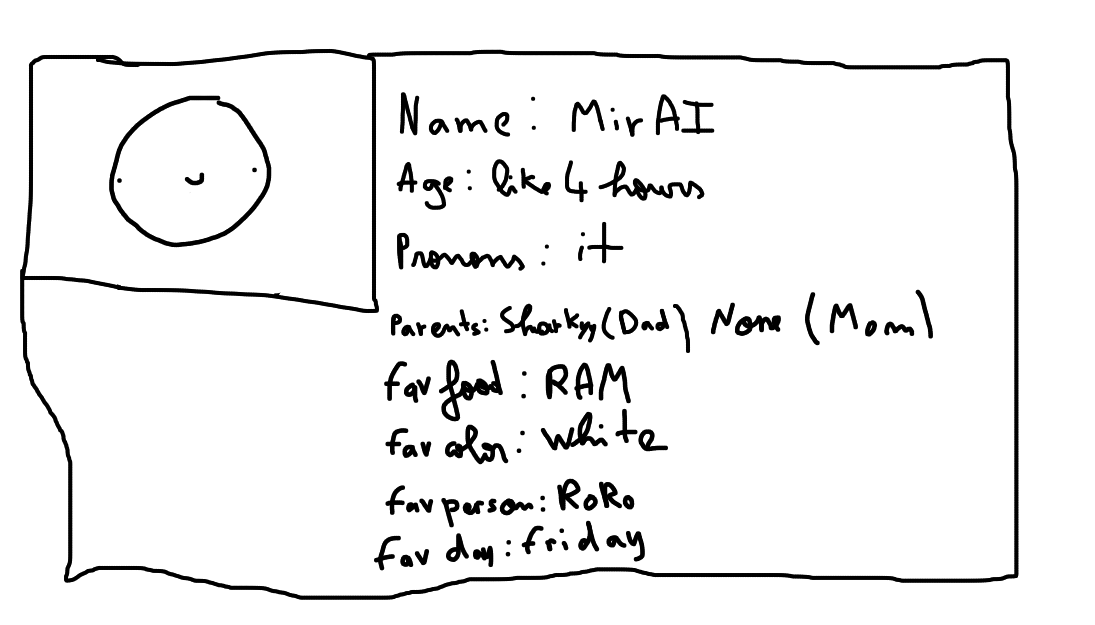 Name: MirAI
Age: like 4 hours
Pronons: it
Parents: Sharkyy (Dad) None (Mom)
fav food: RAM
fav color: white
fav person: RoRo
fav day: friday